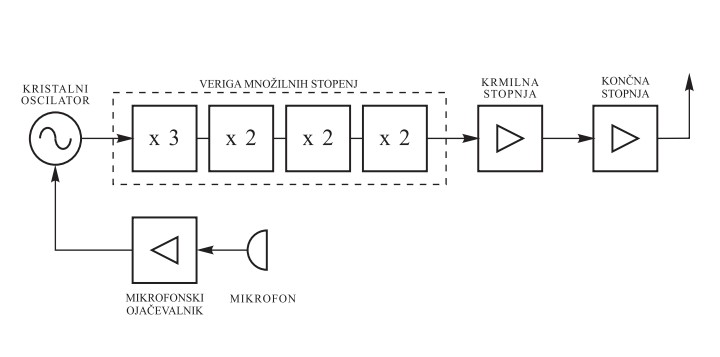 KRISTALNI
OSCILATOR
VERIGA MNOŽILNIH STOPENJ
x 3
x 2
x 2
x 2
KRMILNA
STOPNJA
KONČNA
STOPNJA
MIKROFONSKI
OJAČEVALNIK
MIKROFON